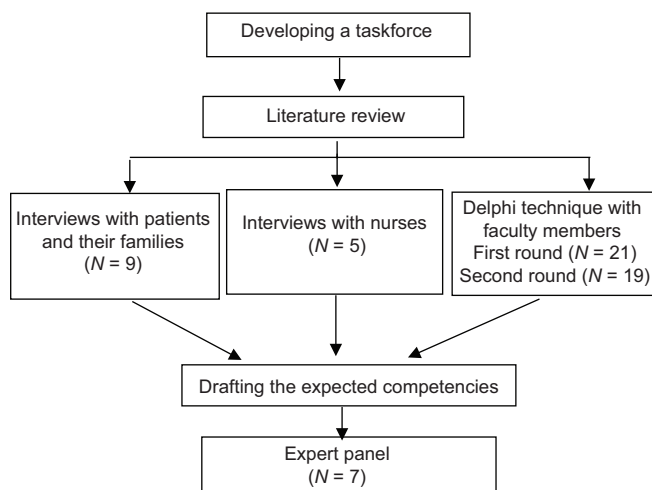 Developing a taskforce
Literature review
Interviews with patients
and their families
(N = 9)
Interviews with nurses
(N = 5)
Delphi technique with
faculty members
First round (N = 21)
Second round (N = 19)
Drafting the expected competencies
Expert panel
(N = 7)